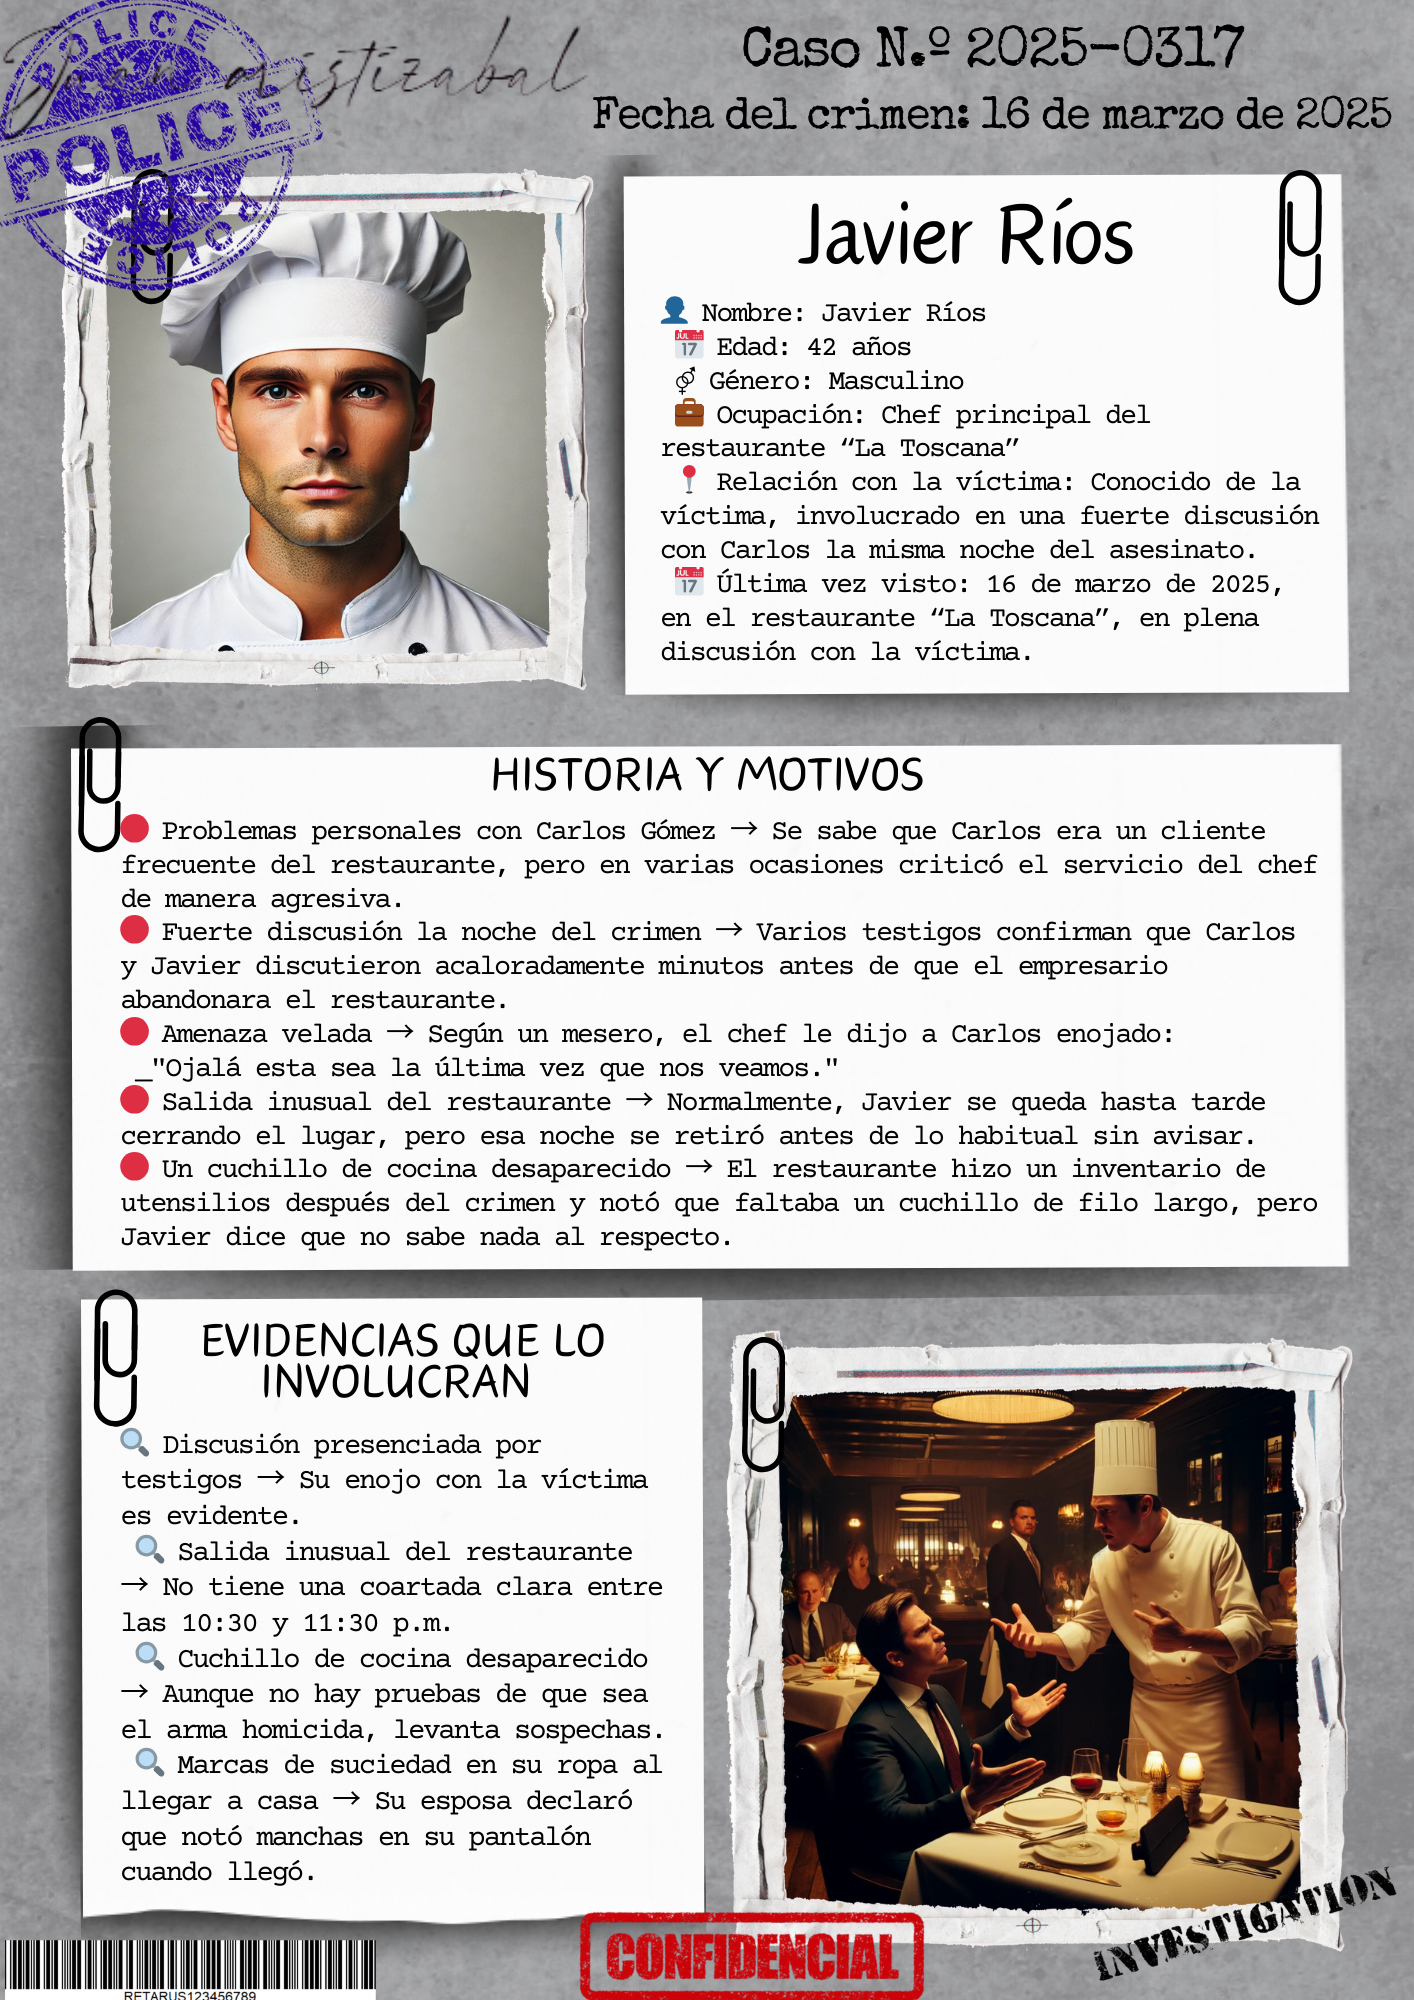 Caso N.º 2025-0317
Fecha del crimen: 16 de marzo de 2025
aristizabal
POLICE
POLICE
POLICE
Javier Ríos
Nombre: Javier Ríos
JUL 17 Edad: 42 años
Género: Masculino
Ocupación: Chef principal del
restaurante “La Toscana”
Relación con la víctima: Conocido de la
víctima, involucrado en una fuerte discusión
con Carlos la misma noche del asesinato.
JUL 17 Última vez visto: 16 de marzo de 2025,
en el restaurante “La Toscana”, en plena
discusión con la víctima.
HISTORIA Y MOTIVOS
Problemas personales con Carlos Gómez → Se sabe que Carlos era un cliente
frecuente del restaurante, pero en varias ocasiones criticó el servicio del chef
de manera agresiva.
Fuerte discusión la noche del crimen → Varios testigos confirman que Carlos
y Javier discutieron acaloradamente minutos antes de que el empresario
abandonara el restaurante.
Amenaza velada → Según un mesero, el chef le dijo a Carlos enojado:
_"Ojalá esta sea la última vez que nos veamos."
Salida inusual del restaurante → Normalmente, Javier se queda hasta tarde
cerrando el lugar, pero esa noche se retiró antes de lo habitual sin avisar.
Un cuchillo de cocina desaparecido → El restaurante hizo un inventario de
utensilios después del crimen y notó que faltaba un cuchillo de filo largo, pero
Javier dice que no sabe nada al respecto.
EVIDENCIAS QUE LO
INVOLUCRAN
Discusión presenciada por
testigos → Su enojo con la víctima
es evidente.
Salida inusual del restaurante
→ No tiene una coartada clara entre
las 10:30 y 11:30 p.m.
Cuchillo de cocina desaparecido
→ Aunque no hay pruebas de que sea
el arma homicida, levanta sospechas.
Marcas de suciedad en su ropa al
llegar a casa → Su esposa declaró
que notó manchas en su pantalón
cuando llegó.
INVESTIGATION
CONFIDENCIAL
RETARUS123456789